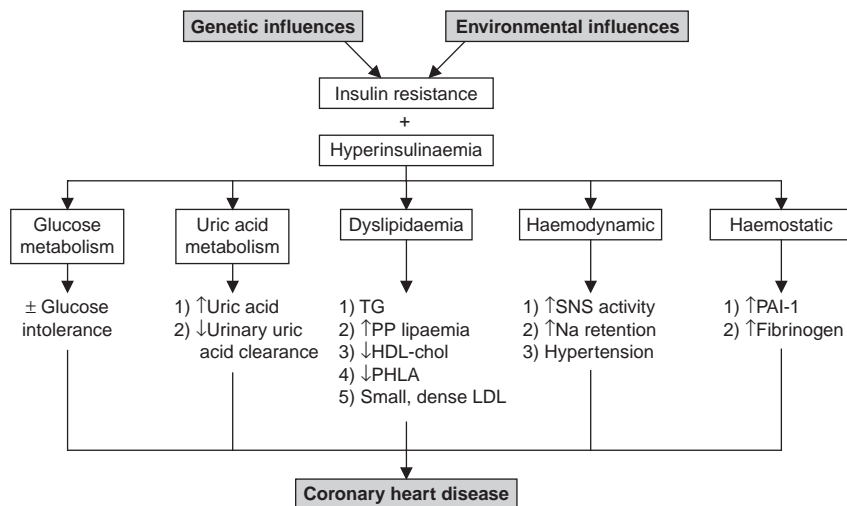 Genetic influences
Environmental influences
Insulin resistance
+
Hyperinsulinaemia
Glucose
metabolism
Uric acid
metabolism
Dyslipidaemia
Haemodynamic
Haemostatic
± Glucose
intolerance
1) ↑Uric acid
2) ↓Urinary uric
acid clearance
1) TG
2) ↑PP lipaemia
3) ↓HDL-chol
4) ↓PHLA
5) Small, dense LDL
1) ↑SNS activity
2) ↑Na retention
3) Hypertension
1) ↑PAI-1
2) ↑Fibrinogen
Coronary heart disease